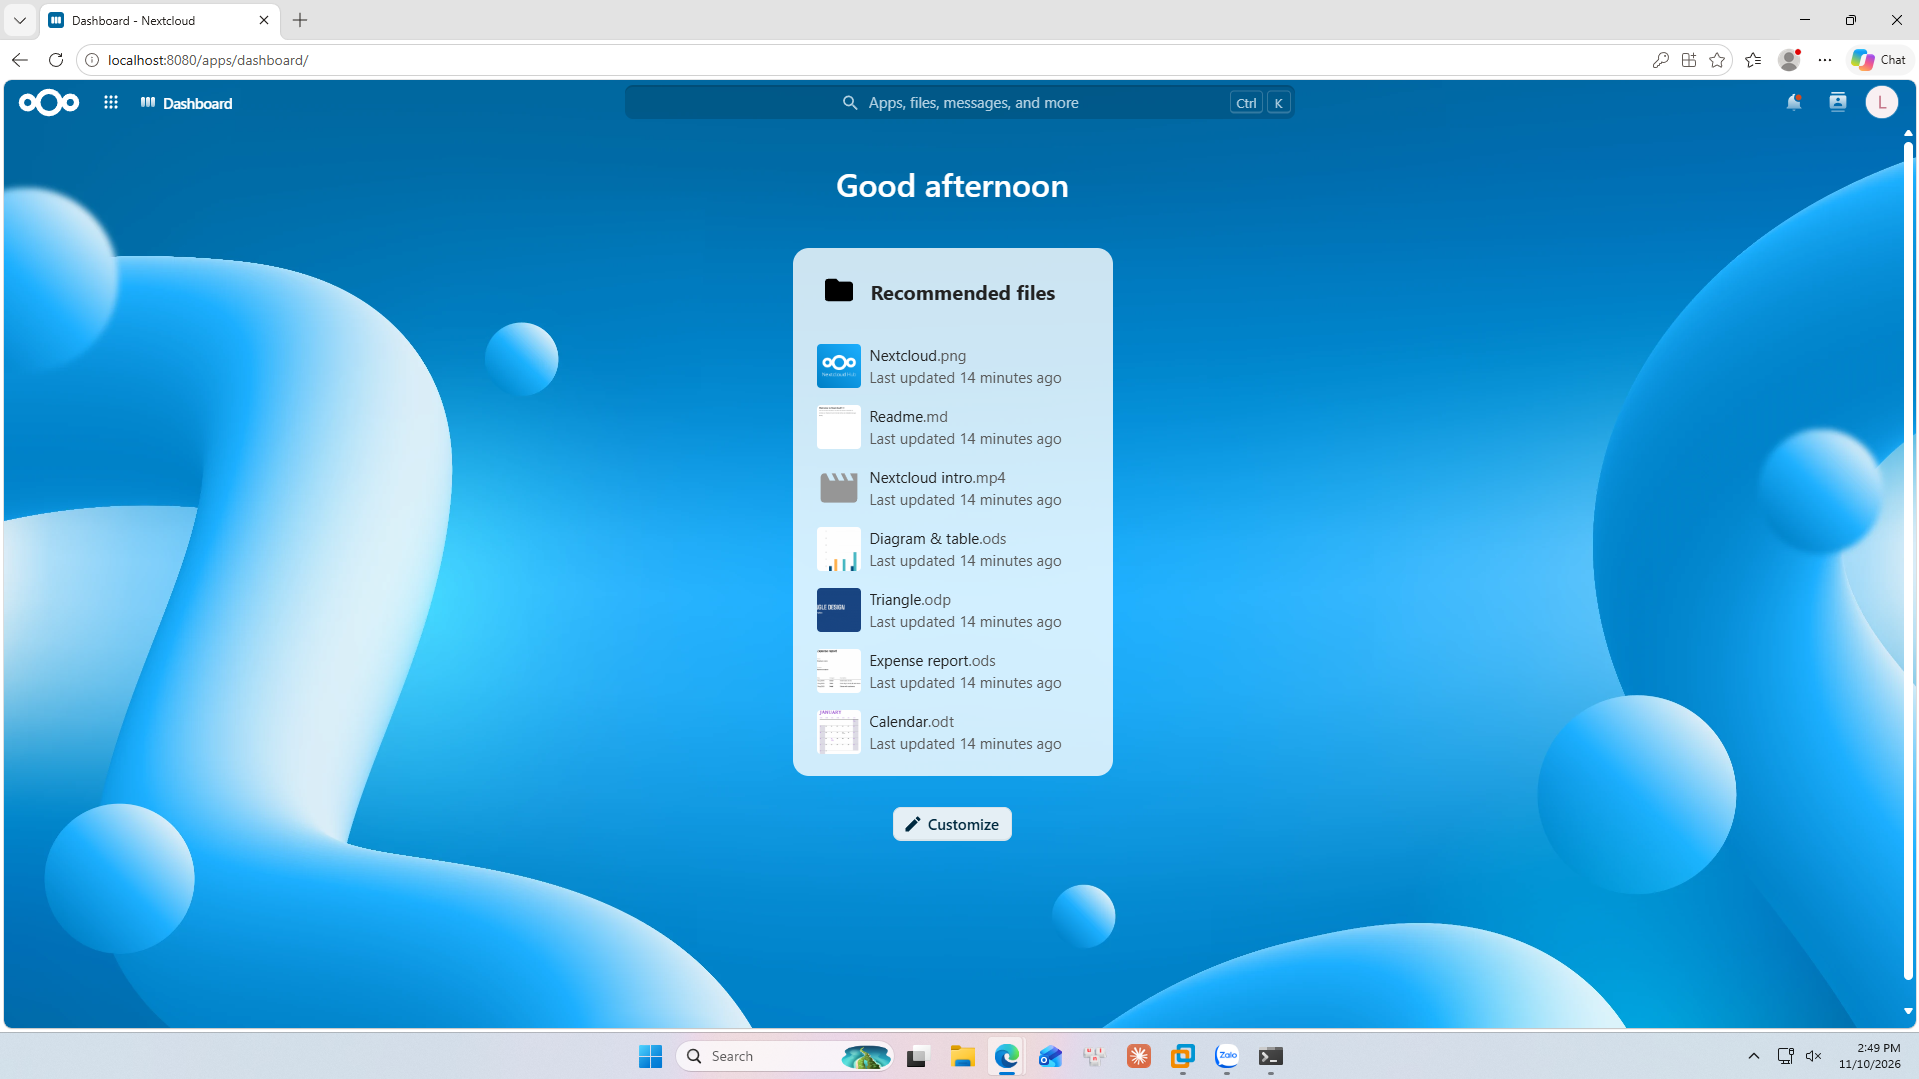 Dashboard - Nextcloud
localhost:8080/apps/dashboard/
Chat
Dashboard
Apps, files, messages, and more
Ctrl K
L
Good afternoon
Recommended files
Nextcloud.png
Last updated 14 minutes ago
Readme.md
Last updated 14 minutes ago
Nextcloud intro.mp4
Last updated 14 minutes ago
Diagram & table.ods
Last updated 14 minutes ago
Triangle.odp
Last updated 14 minutes ago
Expense report.ods
Last updated 14 minutes ago
JANUARY
Calendar.odt
Last updated 14 minutes ago
Customize
Search
Zalo
2:49 PM
11/10/2026